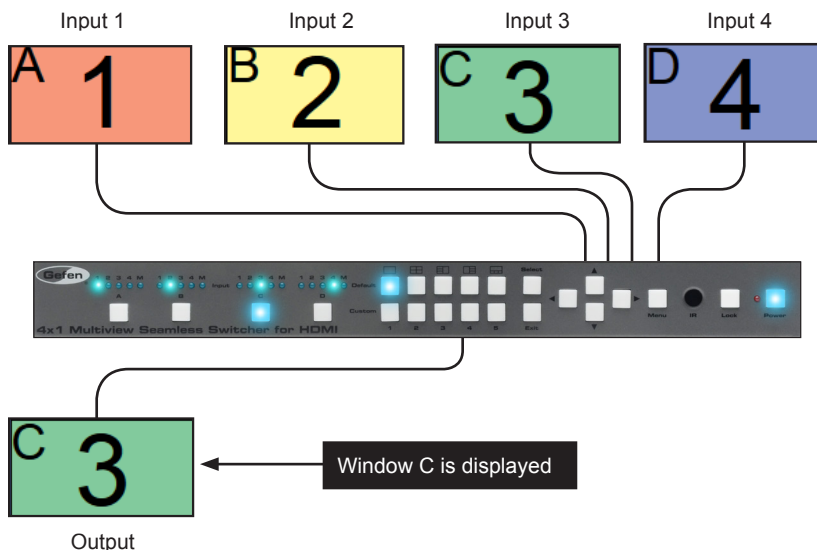 Input 1 Input 2 Input 3 Input 4
A 1 B 2 C 3 D 4
Gefen
1 2 3 4 M 1 2 3 4 M 1 2 3 4 M 1 2 3 4 M
Input Default Select
A B C D
Custom
4x1 Multiview Seamless Switcher for HDMI
1 2 3 4 5 Exit Menu IR Lock Power
C 3
Window C is displayed
Output